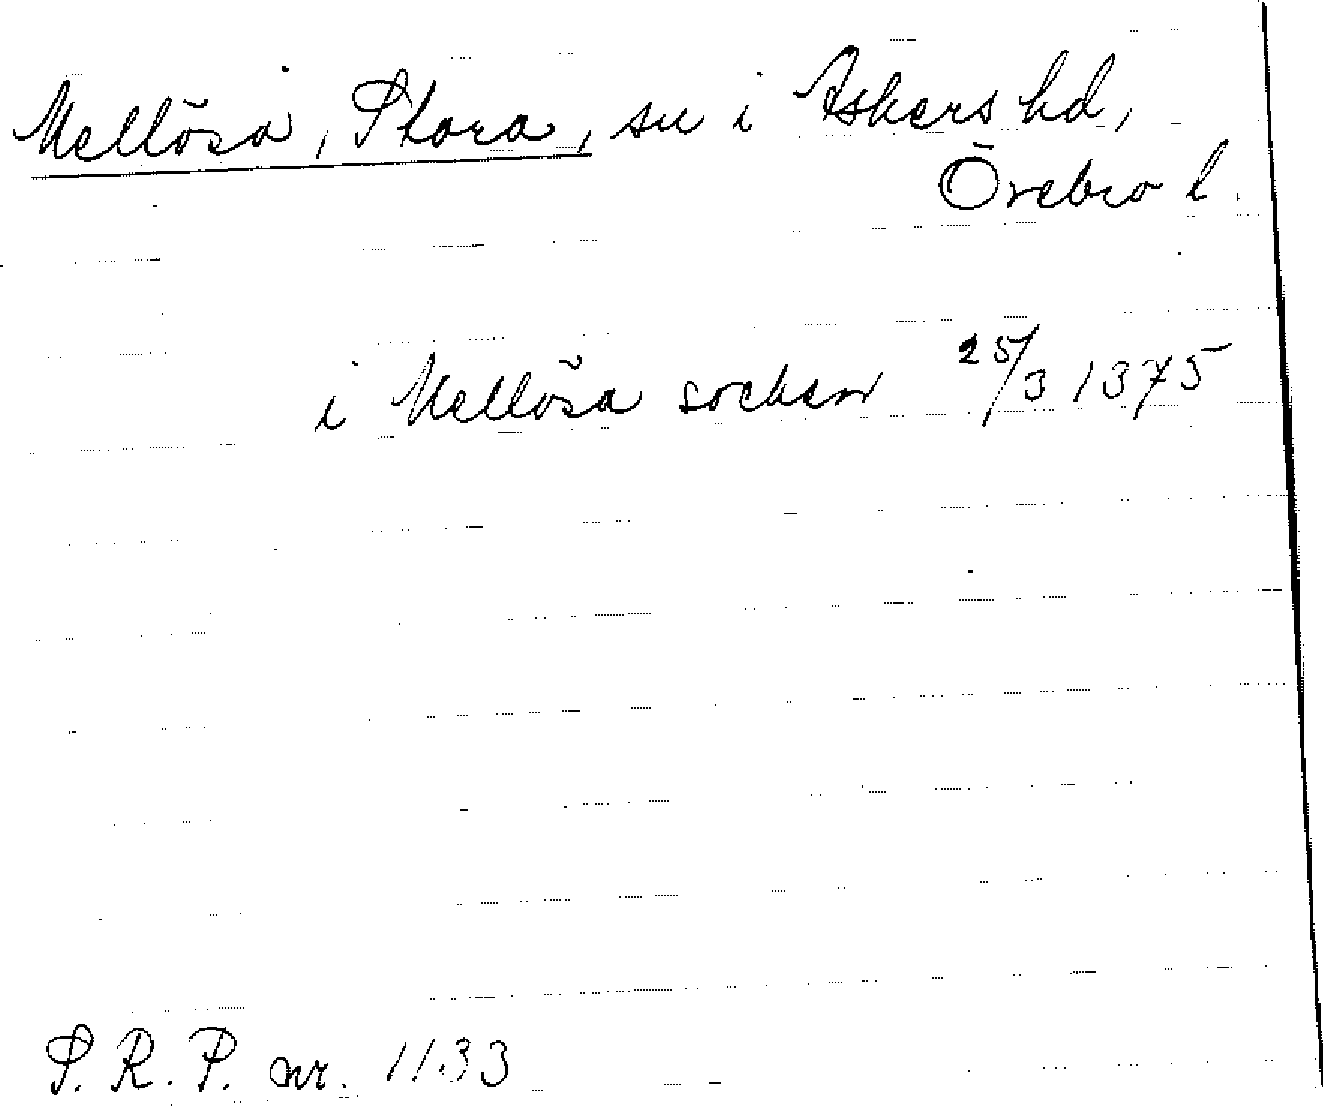 Mellösa, Stora, sn i Askers hd,
Örebro l.
i Mellösa socken 25/3 1375
S. R. P. nr. 1133